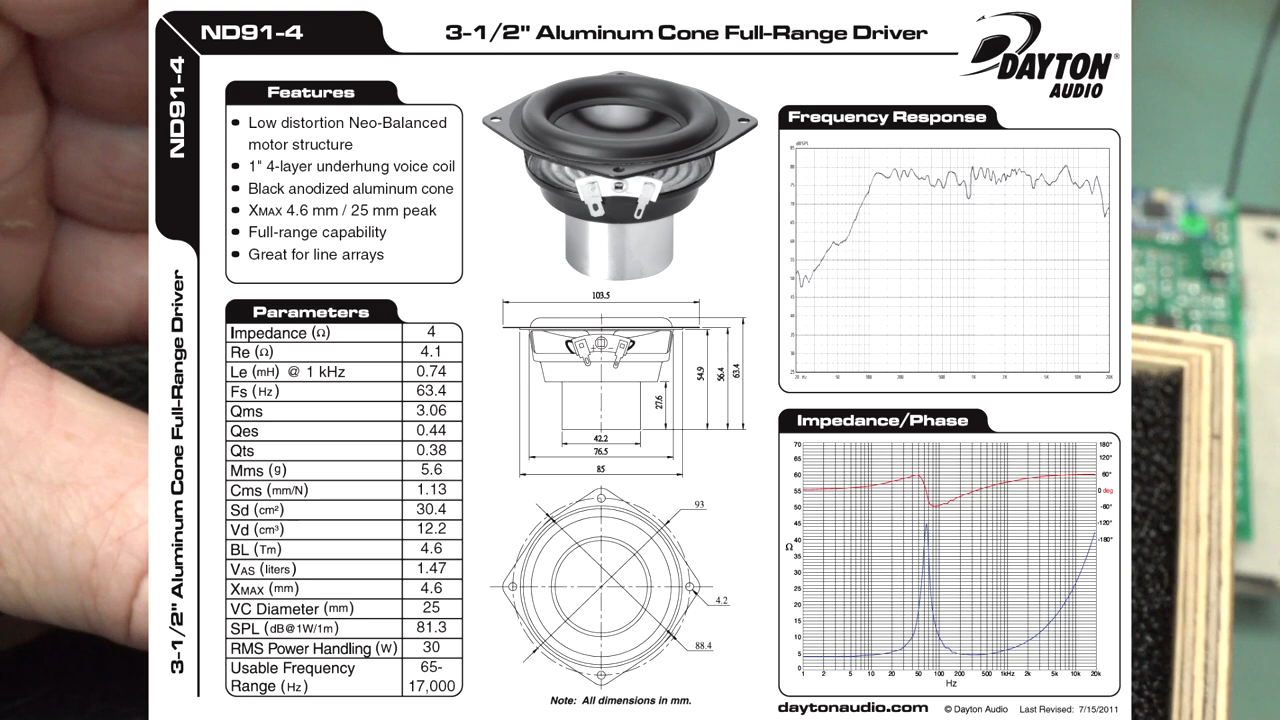 ND91-4
3-1/2" Aluminum Cone Full-Range Driver
DAYTON®
AUDIO
ND91-4
3-1/2" Aluminum Cone Full-Range Driver
Features
Low distortion Neo-Balanced
motor structure
1" 4-layer underhung voice coil
Black anodized aluminum cone
XMAX 4.6 mm / 25 mm peak
Full-range capability
Great for line arrays
Parameters
Impedance (Ω) 4
Re (Ω) 4.1
Le (mH) @ 1 kHz 0.74
Fs (Hz) 63.4
Qms 3.06
Qes 0.44
Qts 0.38
Mms (g) 5.6
Cms (mm/N) 1.13
Sd (cm²) 30.4
Vd (cm³) 12.2
BL (Tm) 4.6
VAS (liters) 1.47
XMAX (mm) 4.6
VC Diameter (mm) 25
SPL (dB@1W/1m) 81.3
RMS Power Handling (W) 30
Usable Frequency 65-
Range (Hz) 17,000
103.5
27.6
54.9
56.4
63.4
42.2
76.5
85
93
4.2
88.4
Note: All dimensions in mm.
Frequency Response
Impedance/Phase
70 180°
65 120°
60 60°
55 0 deg
50 -60°
45 -120°
40 -180°
Ω
35
30
25
20
15
10
5
0
1 2 5 10 20 50 100 200 500 1kHz 2k 5k 10k 20k
Hz
daytonaudio.com © Dayton Audio Last Revised: 7/15/2011